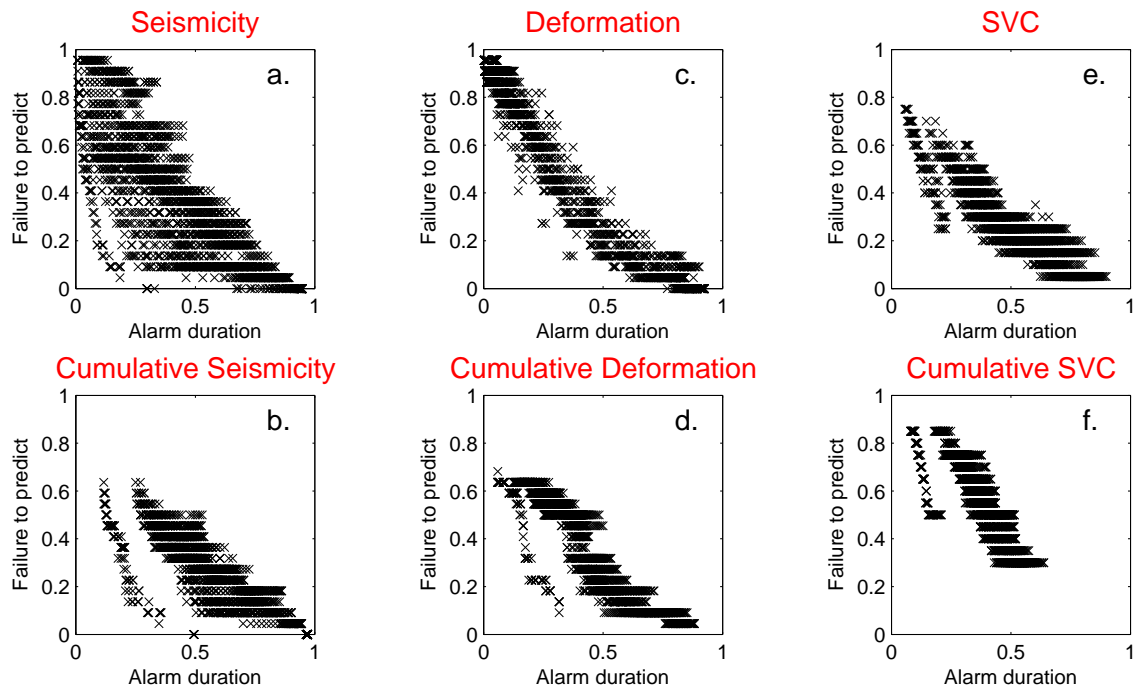 Seismicity
Deformation
SVC
a.
c.
e.
Failure to predict
1
0.8
0.6
0.4
0.2
0
0
0.5
1
Alarm duration
Failure to predict
1
0.8
0.6
0.4
0.2
0
0
0.5
1
Alarm duration
Failure to predict
1
0.8
0.6
0.4
0.2
0
0
0.5
1
Alarm duration
Cumulative Seismicity
Cumulative Deformation
Cumulative SVC
b.
d.
f.
Failure to predict
1
0.8
0.6
0.4
0.2
0
0
0.5
1
Alarm duration
Failure to predict
1
0.8
0.6
0.4
0.2
0
0
0.5
1
Alarm duration
Failure to predict
1
0.8
0.6
0.4
0.2
0
0
0.5
1
Alarm duration